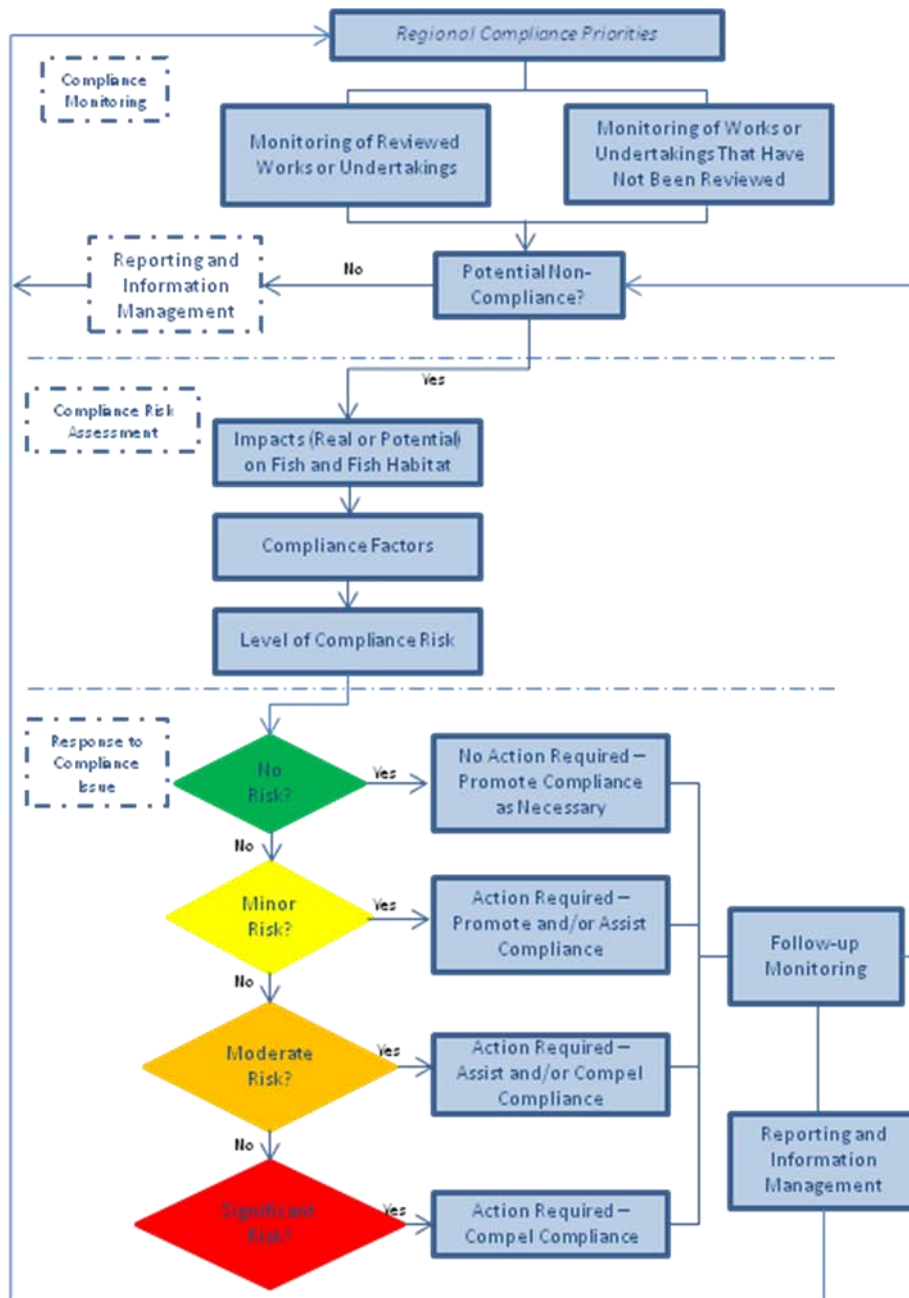 Regional Compliance Priorities
Compliance
Monitoring
Monitoring of Reviewed
Works or Undertakings
Monitoring of Works or
Undertakings That Have
Not Been Reviewed
Reporting and
Information
Management
No
Potential Non-
Compliance?
Yes
Compliance Risk
Assessment
Impacts (Real or Potential)
on Fish and Fish Habitat
Compliance Factors
Level of Compliance Risk
Response to
Compliance
Issue
No
Risk?
Yes
No Action Required –
Promote Compliance
as Necessary
No
Minor
Risk?
Yes
Action Required –
Promote and/or Assist
Compliance
Follow-up
Monitoring
No
Moderate
Risk?
Yes
Action Required –
Assist and/or Compel
Compliance
Reporting and
Information
Management
No
Significant
Risk?
Yes
Action Required –
Compel Compliance